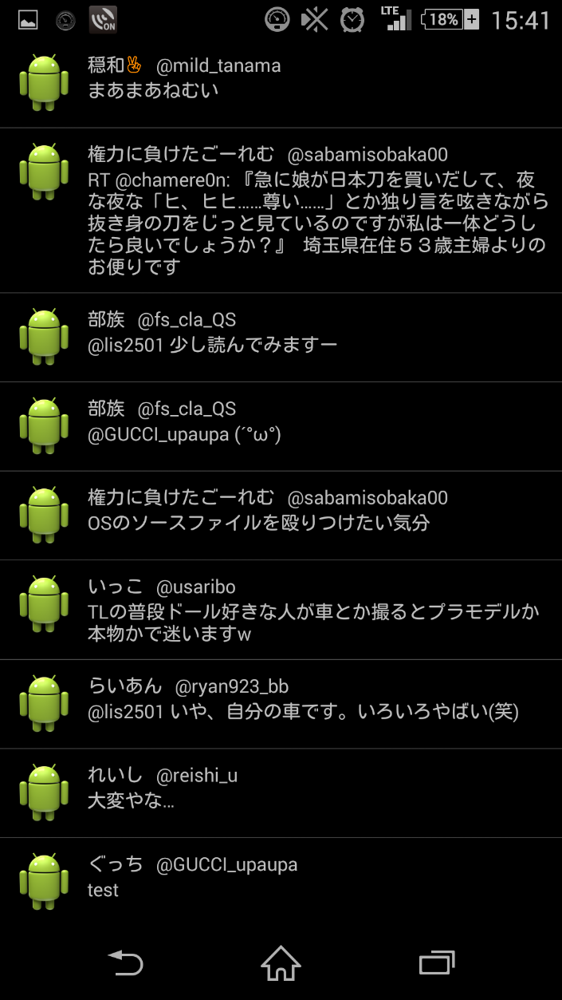 LTE 18% 15:41
ON
穏和✌ @mild_tanama
まあまあねむい
権力に負けたごーれむ @sabamisobaka00
RT @chamere0n: 『急に娘が日本刀を買いだして、夜
な夜な「ヒ、ヒヒ……尊い……」とか独り言を呟きながら
抜き身の刀をじっと見ているのですが私は一体どうし
たら良いでしょうか？』 埼玉県在住５３歳主婦よりの
お便りです
部族 @fs_cla_QS
@lis2501 少し読んでみますー
部族 @fs_cla_QS
@GUCCI_upaupa (´°ω°)
権力に負けたごーれむ @sabamisobaka00
OSのソースファイルを殴りつけたい気分
いっこ @usaribo
TLの普段ドール好きな人が車とか撮るとプラモデルか
本物かで迷いますw
らいあん @ryan923_bb
@lis2501 いや、自分の車です。いろいろやばい(笑)
れいし @reishi_u
大変やな…
ぐっち @GUCCI_upaupa
test